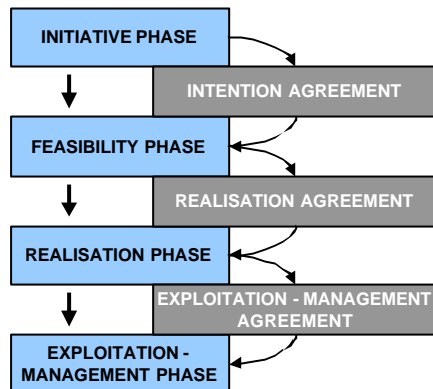 INITIATIVE PHASE
INTENTION AGREEMENT
FEASIBILITY PHASE
REALISATION AGREEMENT
REALISATION PHASE
EXPLOITATION - MANAGEMENT
AGREEMENT
EXPLOITATION -
MANAGEMENT PHASE